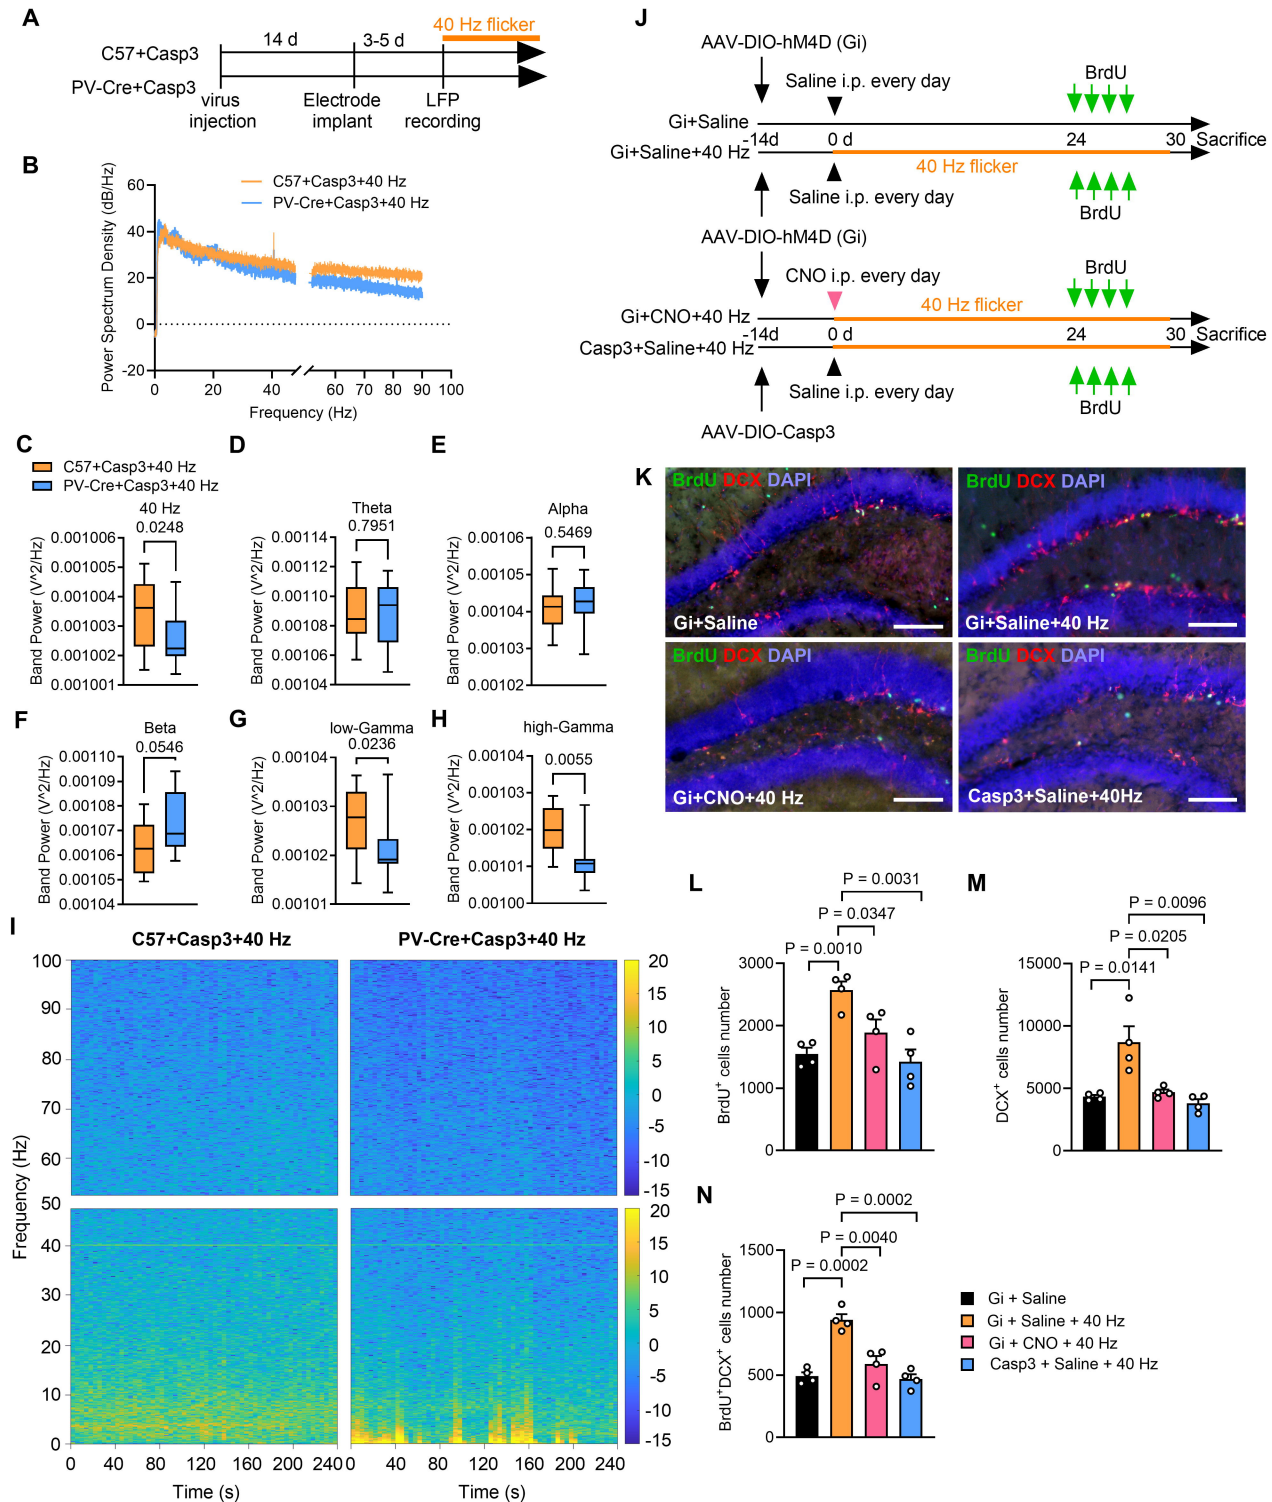 A
40 Hz flicker
14 d
3-5 d
C57+Casp3
PV-Cre+Casp3
virus
injection
Electrode
implant
LFP
recording
B
Power Spectrum Density (dB/Hz)
60
40
20
0
-20
C57+Casp3+40 Hz
PV-Cre+Casp3+40 Hz
0
20
40
60
80
100
Frequency (Hz)
C
C57+Casp3+40 Hz
PV-Cre+Casp3+40 Hz
40 Hz
0.0248
Band Power (V^2/Hz)
0.001006
0.001005
0.001004
0.001003
0.001002
0.001001
D
Theta
0.7951
Band Power (V^2/Hz)
0.00114
0.00112
0.00110
0.00108
0.00106
0.00104
E
Alpha
0.5469
Band Power (V^2/Hz)
0.00106
0.00105
0.00104
0.00103
0.00102
F
Beta
0.0546
Band Power (V^2/Hz)
0.00110
0.00109
0.00108
0.00107
0.00106
0.00105
0.00104
G
low-Gamma
0.0236
Band Power (V^2/Hz)
0.00104
0.00103
0.00102
0.00101
H
high-Gamma
0.0055
Band Power (V^2/Hz)
0.00104
0.00103
0.00102
0.00101
0.00100
I
C57+Casp3+40 Hz
PV-Cre+Casp3+40 Hz
Frequency (Hz)
100
90
80
70
60
50
40
30
20
10
0
20
15
10
5
0
-5
-10
-15
20
15
10
5
0
-5
-10
-15
0
40
80
120
160
200
240
0
40
80
120
160
200
240
Time (s)
Time (s)
J
AAV-DIO-hM4D (Gi)
Saline i.p. every day
BrdU
Gi+Saline
-14d
0 d
24
30
Sacrifice
Gi+Saline+40 Hz
40 Hz flicker
Saline i.p. every day
BrdU
AAV-DIO-hM4D (Gi)
CNO i.p. every day
BrdU
40 Hz flicker
Gi+CNO+40 Hz
-14d
0 d
24
30
Sacrifice
Casp3+Saline+40 Hz
Saline i.p. every day
BrdU
AAV-DIO-Casp3
K
BrdU DCX DAPI
Gi+Saline
BrdU DCX DAPI
Gi+Saline+40 Hz
BrdU DCX DAPI
Gi+CNO+40 Hz
BrdU DCX DAPI
Casp3+Saline+40Hz
L
P = 0.0031
P = 0.0347
P = 0.0010
BrdU+ cells number
3000
2000
1000
0
M
P = 0.0096
P = 0.0205
P = 0.0141
DCX+ cells number
15000
10000
5000
0
N
P = 0.0002
P = 0.0040
P = 0.0002
BrdU+DCX+ cells number
1500
1000
500
0
Gi + Saline
Gi + Saline + 40 Hz
Gi + CNO + 40 Hz
Casp3 + Saline + 40 Hz